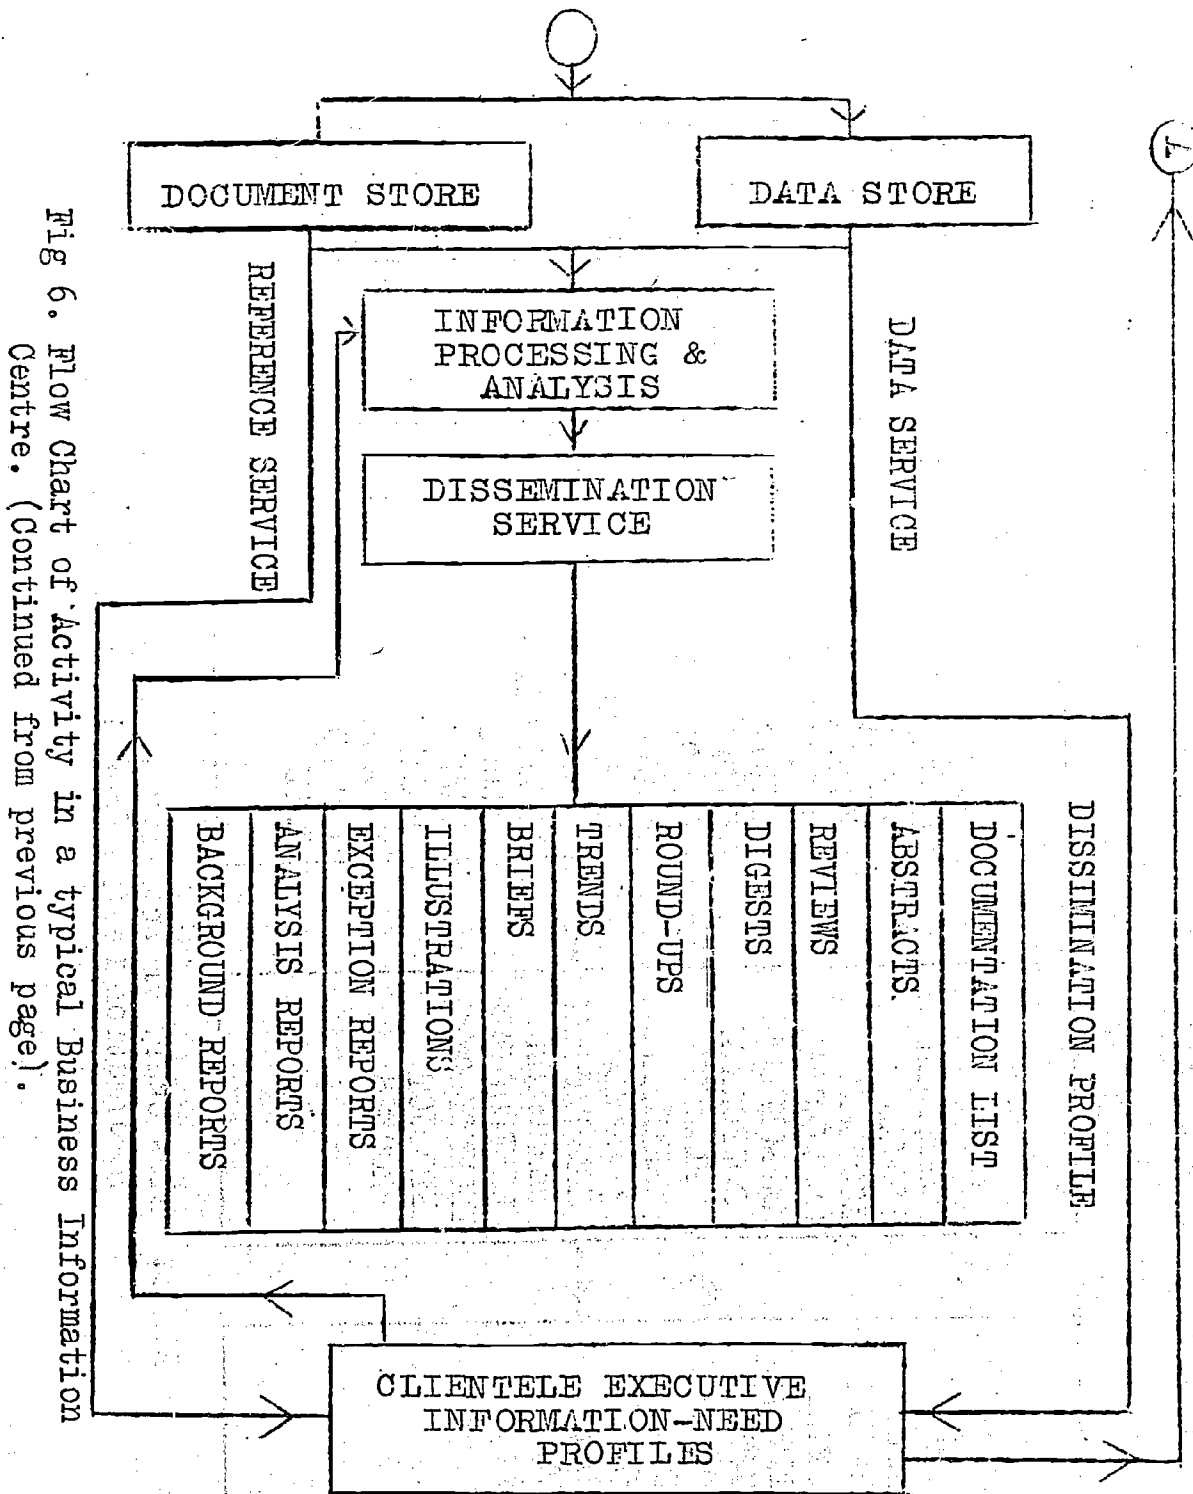 DOCUMENT STORE
DATA STORE
REFERENCE SERVICE
INFORMATION
PROCESSING &
ANALYSIS
DATA SERVICE
DISSEMINATION
SERVICE
DISSIMINATION PROFILE
DOCUMENTATION LIST
ABSTRACTS.
REVIEWS
DIGESTS
ROUND-UPS
TRENDS
BRIEFS
ILLUSTRATIONS
EXCEPTION REPORTS
ANALYSIS REPORTS
BACKGROUND REPORTS
CLIENTELE EXECUTIVE
INFORMATION-NEED
PROFILES
Fig 6. Flow Chart of Activity in a typical Business Information
Centre. (Continued from previous page).